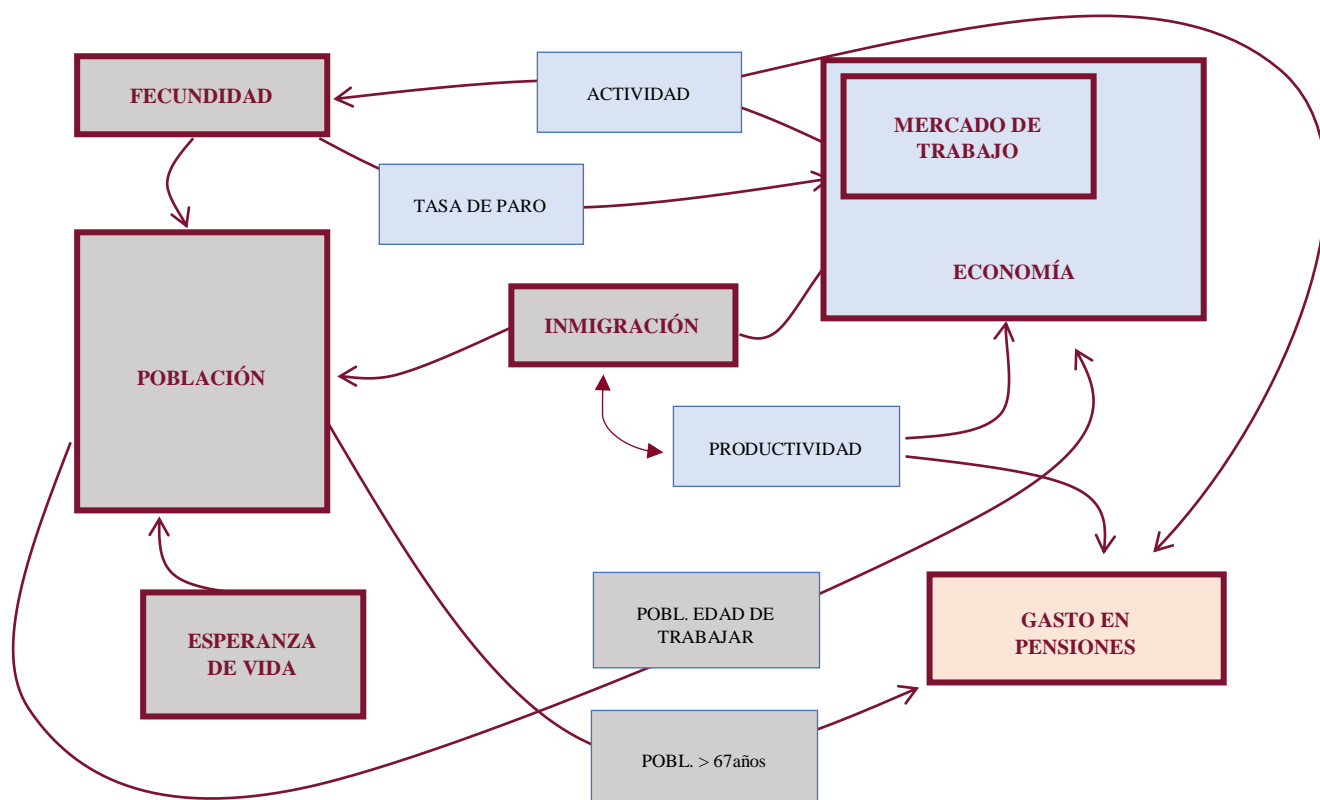 FECUNDIDAD
ACTIVIDAD
MERCADO DE
TRABAJO
TASA DE PARO
ECONOMÍA
INMIGRACIÓN
POBLACIÓN
PRODUCTIVIDAD
ESPERANZA
DE VIDA
POBL. EDAD DE
TRABAJAR
GASTO EN
PENSIONES
POBL. > 67años